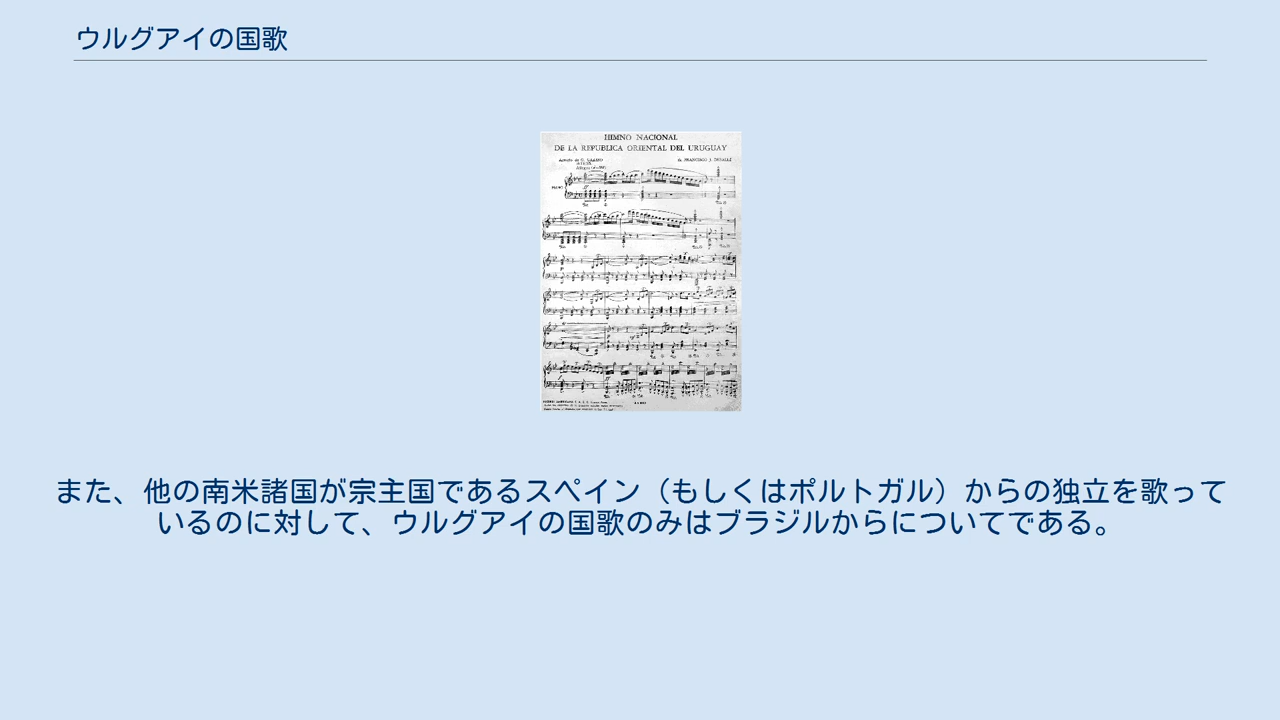 ウルグアイの国歌
HIMNO NACIONAL
DE LA REPUBLICA ORIENTAL DEL URUGUAY
また、他の南米諸国が宗主国であるスペイン（もしくはポルトガル）からの独立を歌って
いるのに対して、ウルグアイの国歌のみはブラジルからについてである。